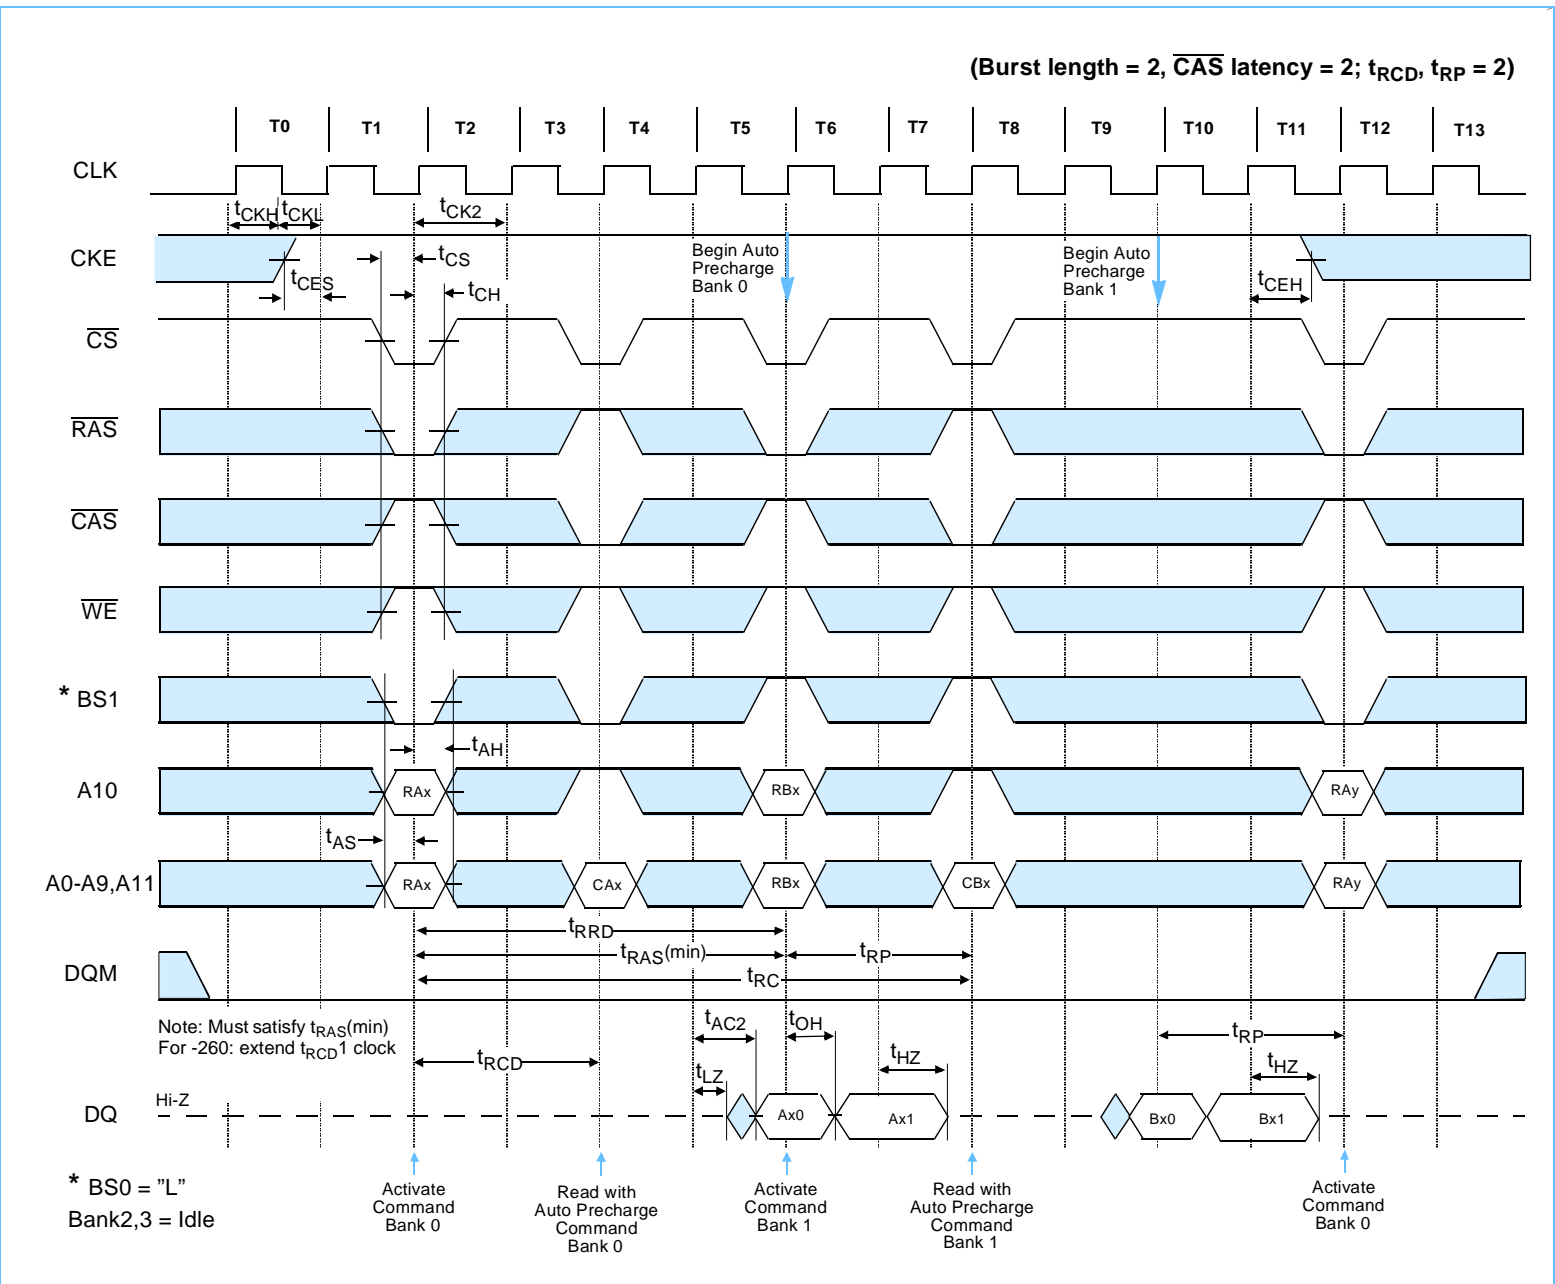 (Burst length = 2, CAS latency = 2; tRCD, tRP = 2)
T0 T1 T2 T3 T4 T5 T6 T7 T8 T9 T10 T11 T12 T13
CLK
tCKH tCKL tCK2
CKE
Begin Auto
Precharge
Bank 0
Begin Auto
Precharge
Bank 1
tCS
tCES
tCH
tCEH
CS
RAS
CAS
WE
* BS1
tAH
A10
RAx RBx RAy
tAS
A0-A9,A11
RAx CAx RBx CBx RAy
tRRD
tRAS(min) tRP
tRC
DQM
Note: Must satisfy tRAS(min)
For -260: extend tRCD1 clock
tRCD
tAC2 tOH
tLZ
tHZ
tRP
tHZ
DQ
Hi-Z
Ax0 Ax1 Bx0 Bx1
* BS0 = ”L”
Bank2,3 = Idle
Activate
Command
Bank 0
Read with
Auto Precharge
Command
Bank 0
Activate
Command
Bank 1
Read with
Auto Precharge
Command
Bank 1
Activate
Command
Bank 0